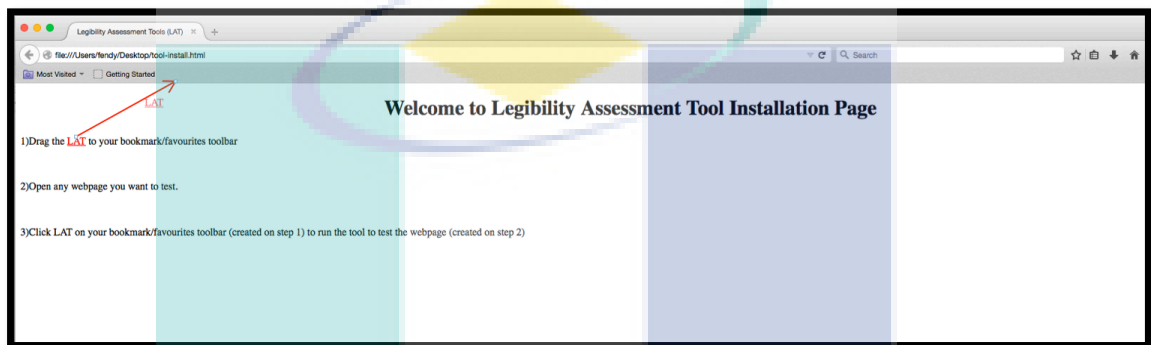 Legibility Assessment Tools (LAT)
file:///Users/fendy/Desktop/tool-install.html
Search
Most Visited
Getting Started
LAT
Welcome to Legibility Assessment Tool Installation Page
1)Drag the LAT to your bookmark/favourites toolbar
2)Open any webpage you want to test.
3)Click LAT on your bookmark/favourites toolbar (created on step 1) to run the tool to test the webpage (created on step 2)